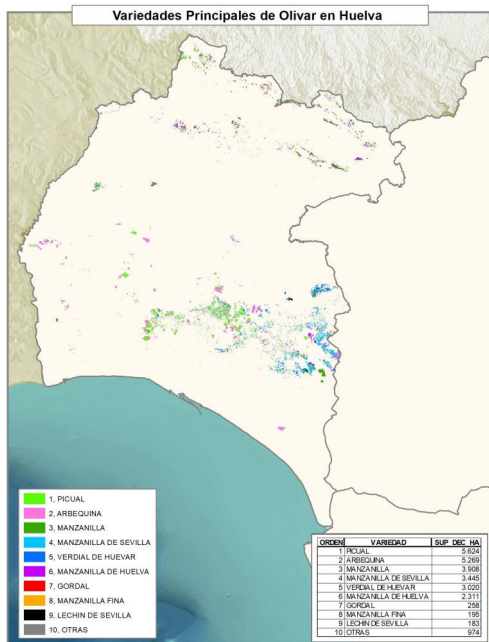 Variedades Principales de Olivar en Huelva
1, PICUAL
2, ARBEQUINA
3, MANZANILLA
4, MANZANILLA DE SEVILLA
5, VERDIAL DE HUEVAR
6, MANZANILLA DE HUELVA
7, GORDAL
8, MANZANILLA FINA
9, LECHIN DE SEVILLA
10, OTRAS
ORDEN VARIEDAD SUP_DEC_HA
1 PICUAL 5.624
2 ARBEQUINA 5.269
3 MANZANILLA 3.908
4 MANZANILLA DE SEVILLA 3.445
5 VERDIAL DE HUEVAR 3.020
6 MANZANILLA DE HUELVA 2.311
7 GORDAL 258
8 MANZANILLA FINA 195
9 LECHIN DE SEVILLA 183
10 OTRAS 974